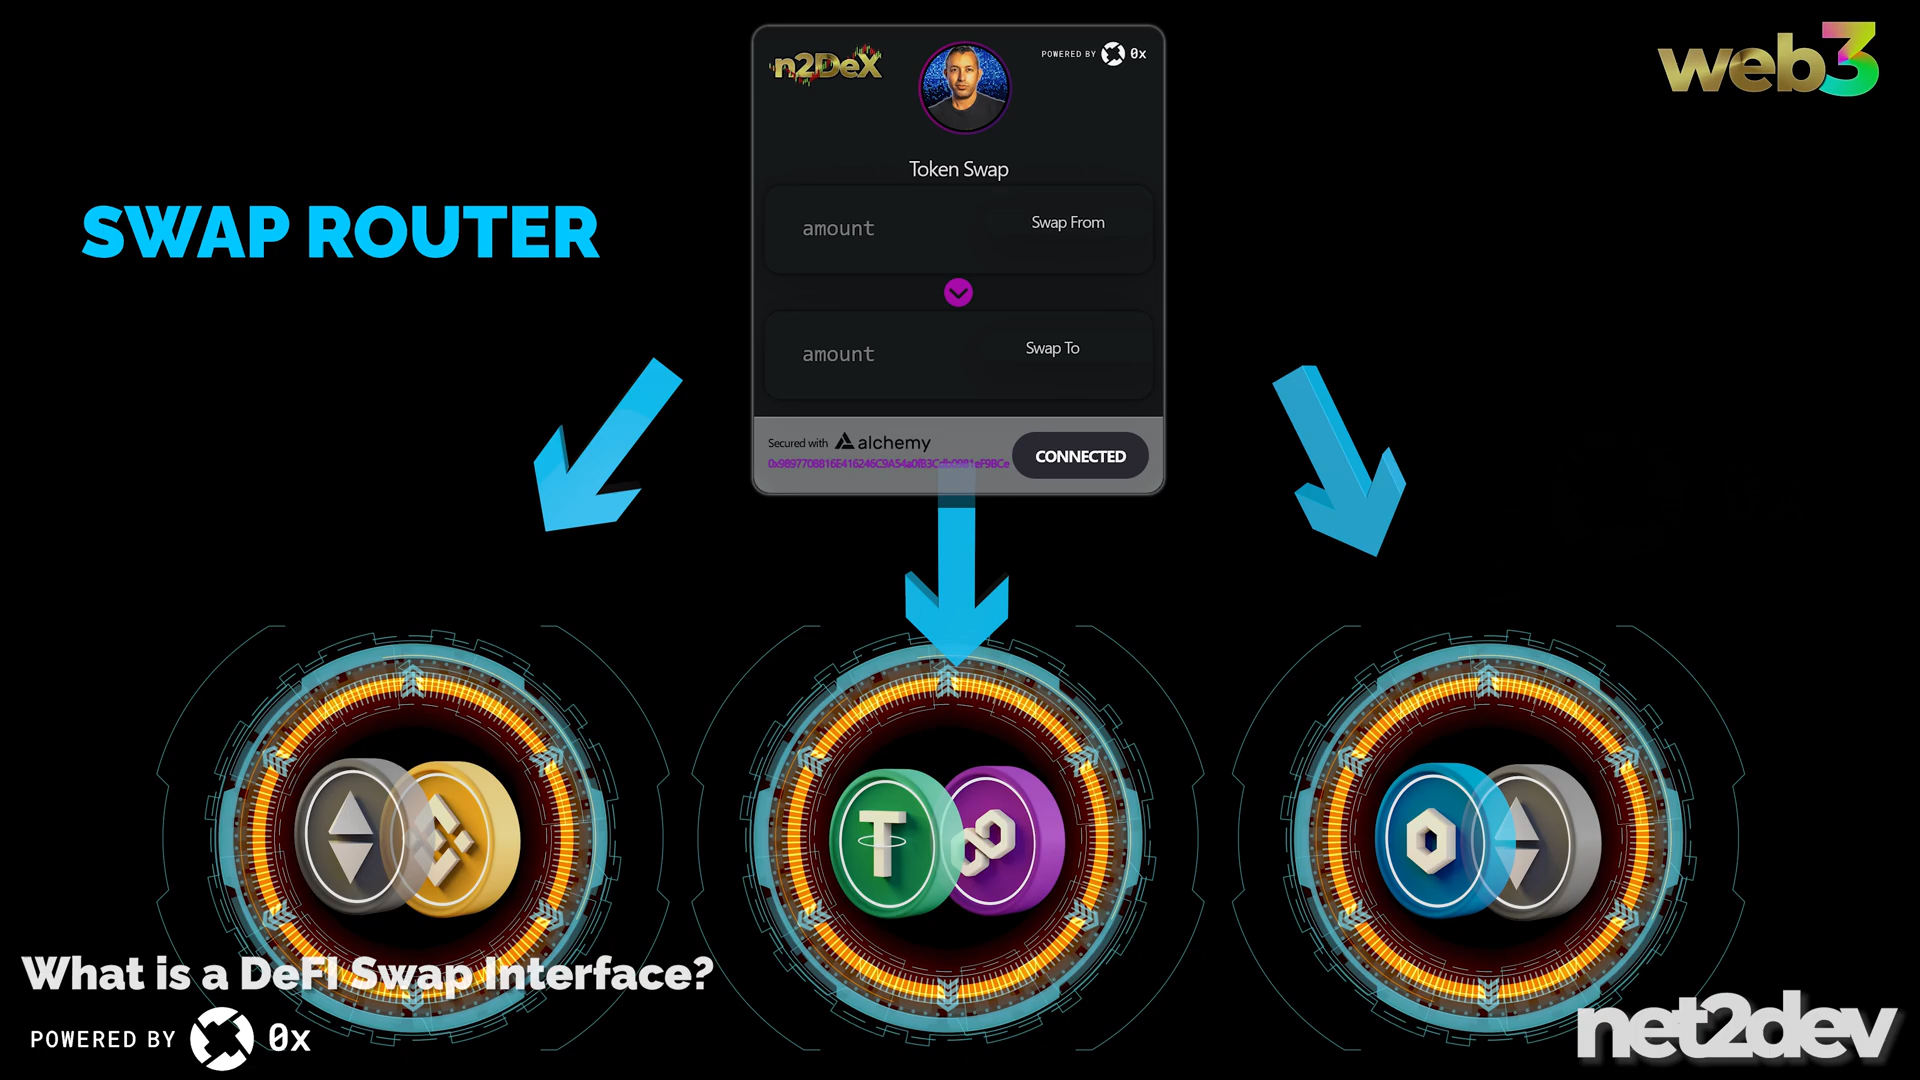 n2DeX
POWERED BY 0x
web3
Token Swap
SWAP ROUTER
amount
Swap From
amount
Swap To
Secured with alchemy
CONNECTED
What is a DeFI Swap Interface?
POWERED BY 0x
net2dev